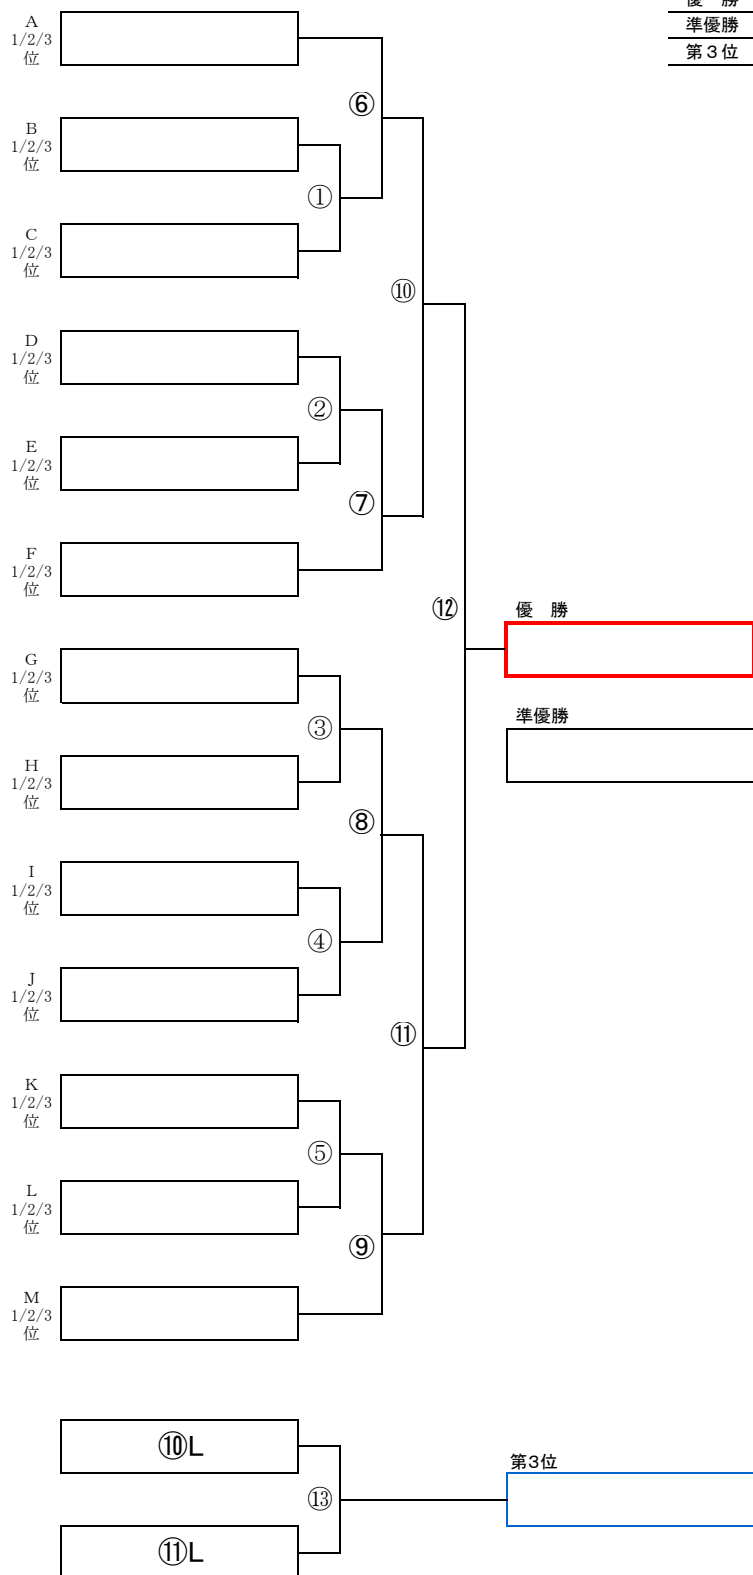 優　勝
準優勝
第３位
A
1/2/3
位
⑥
B
1/2/3
位
①
C
1/2/3
位
⑩
D
1/2/3
位
②
E
1/2/3
位
⑦
F
1/2/3
位
⑫
優　勝
G
1/2/3
位
③
準優勝
H
1/2/3
位
⑧
I
1/2/3
位
④
J
1/2/3
位
⑪
K
1/2/3
位
⑤
L
1/2/3
位
⑨
M
1/2/3
位
⑩L
第3位
⑬
⑪L